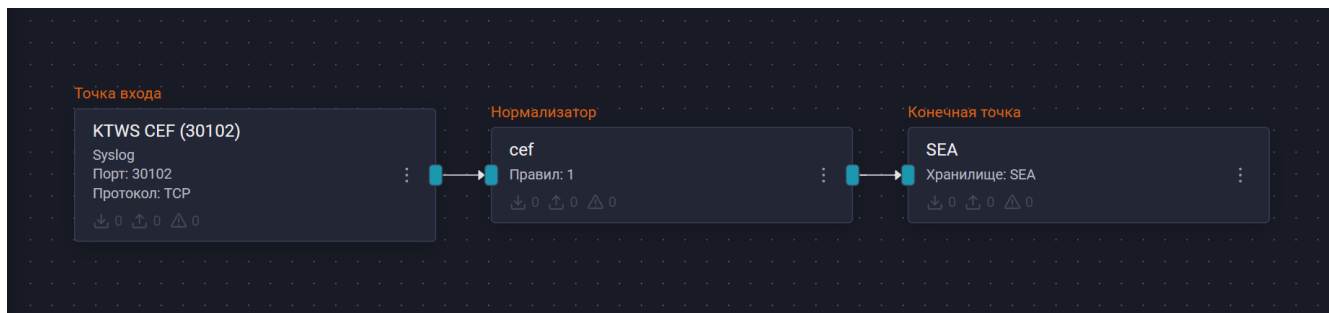 Точка входа
KTWS CEF (30102)
Syslog
Порт: 30102
Протокол: TCP
0 0 0
Нормализатор
cef
Правил: 1
0 0 0
Конечная точка
SEA
Хранилище: SEA
0 0 0